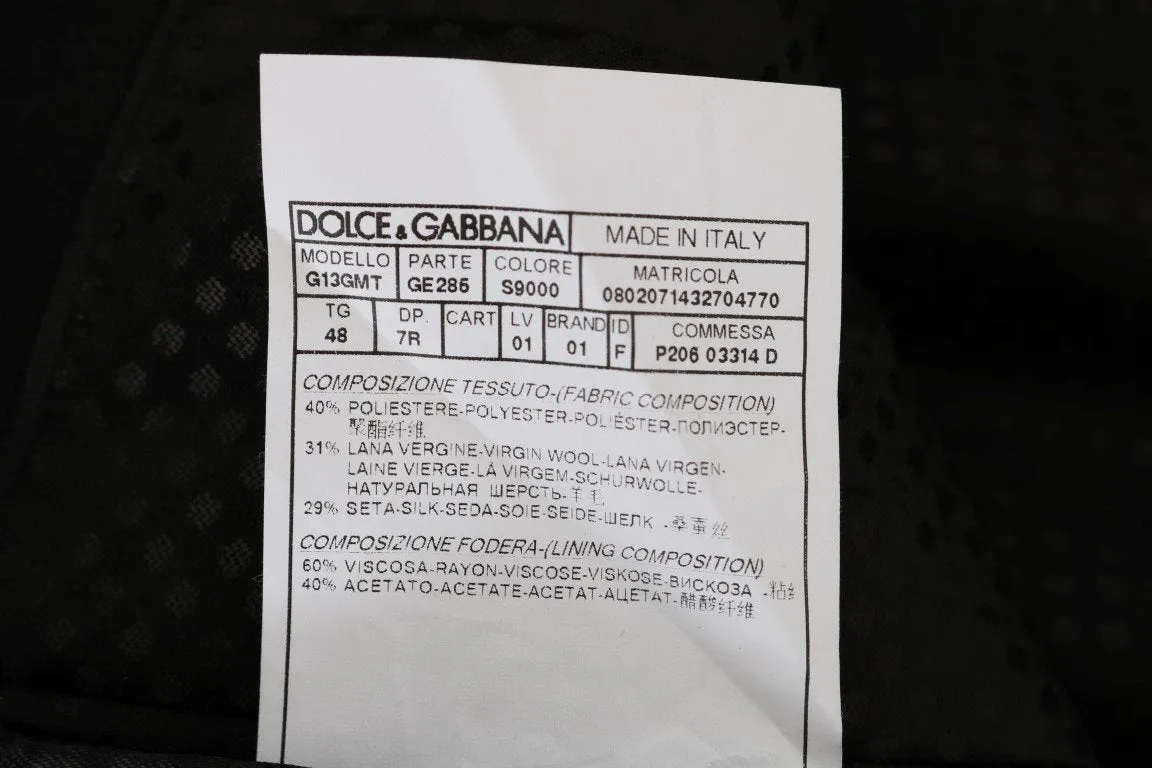 DOLCE & GABBANA MADE IN ITALY
MODELLO PARTE COLORE MATRICOLA
G13GMT GE286 S9000 0802071432704770
TG DP. CART LV BRAND ID COMMESSA
48 7R 01 01 F P206 03314 D
COMPOSIZIONE TESSUTO-(FABRIC COMPOSITION)
40% POLIESTERE-POLYESTER-POLIÉSTER-ПОЛИЭСТЕР-
聚酯纤维
31% LANA VERGINE-VIRGIN WOOL-LANA VIRGEN-
LAINE VIERGE-LÀ VIRGEM-SCHURWOLLE-
НАТУРАЛЬНАЯ ШЕРСТЬ-羊毛
29% SETA-SILK-SEDA-SOIE-SEIDE-ШЕЛК -桑蚕丝
COMPOSIZIONE FODERA-(LINING COMPOSITION)
60% VISCOSA-RAYON-VISCOSE-VISKOSE-ВИСКОЗА -粘
40% ACETATO-ACETATE-ACETAT-АЦЕТАТ-醋酸纤维